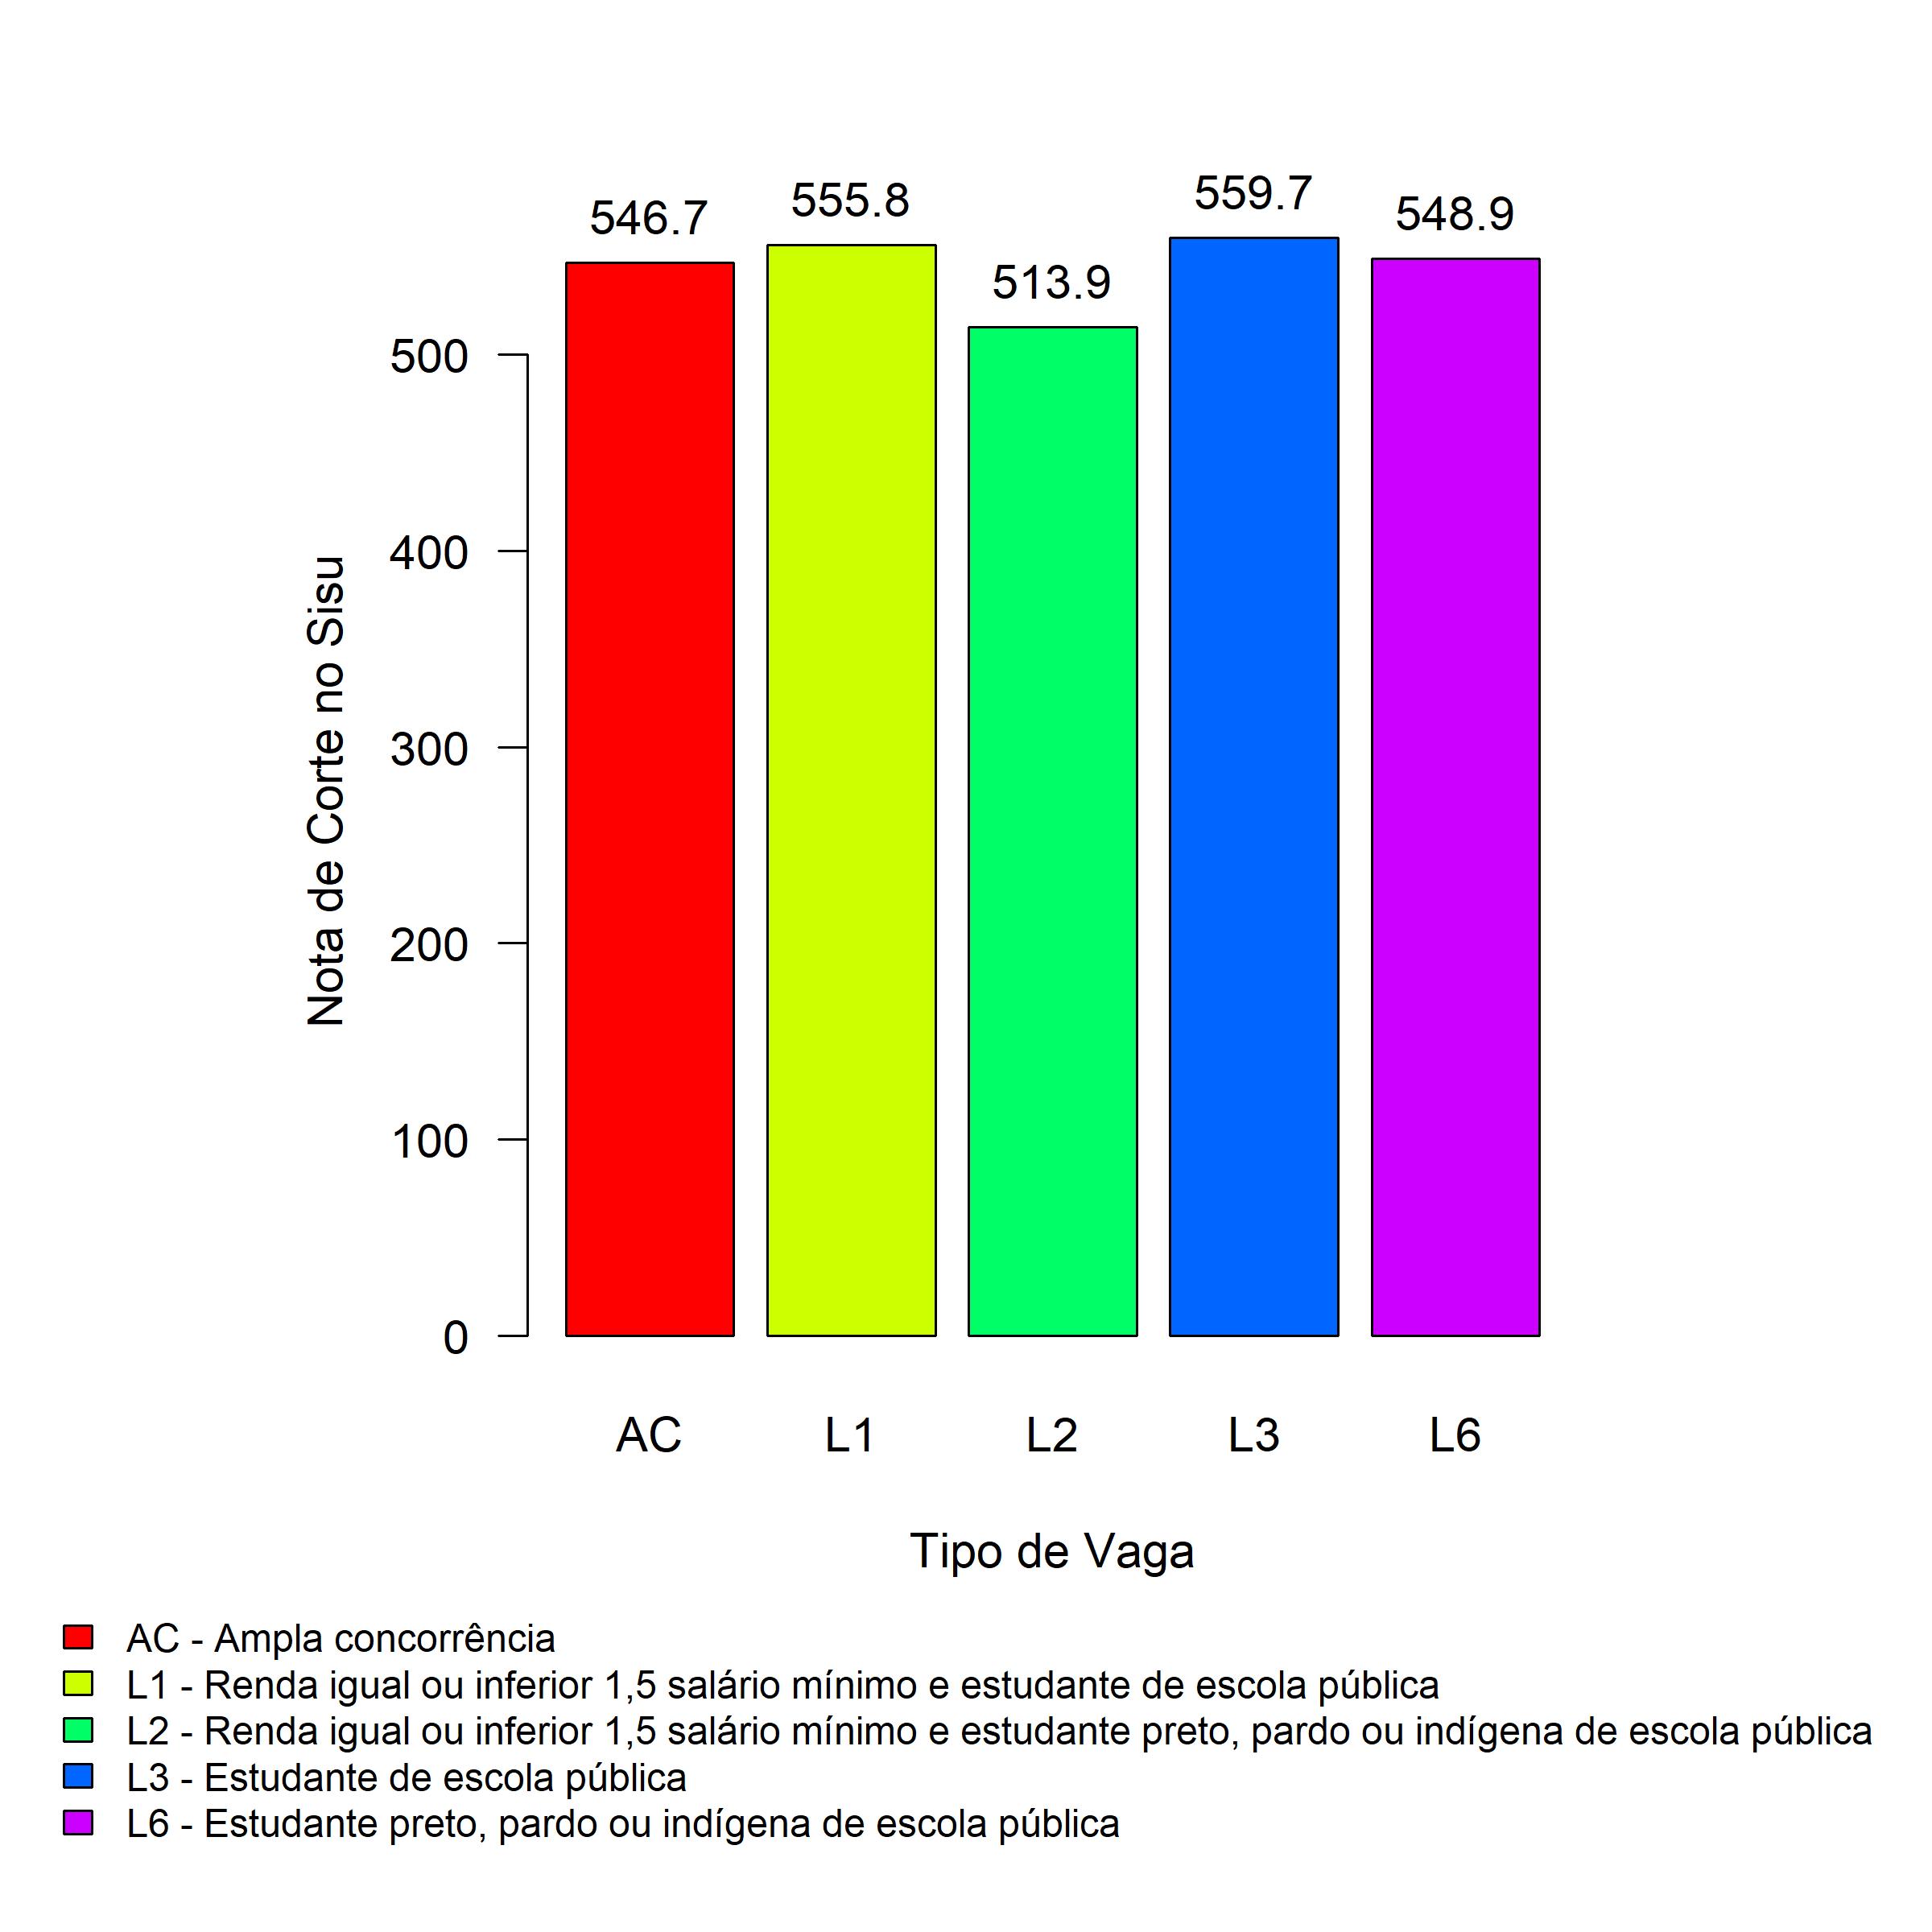 546.7
555.8
513.9
559.7
548.9
500
400
300
200
100
0
Nota de Corte no Sisu
AC
L1
L2
L3
L6
Tipo de Vaga
AC - Ampla concorrência
L1 - Renda igual ou inferior 1,5 salário mínimo e estudante de escola pública
L2 - Renda igual ou inferior 1,5 salário mínimo e estudante preto, pardo ou indígena de escola pública
L3 - Estudante de escola pública
L6 - Estudante preto, pardo ou indígena de escola pública